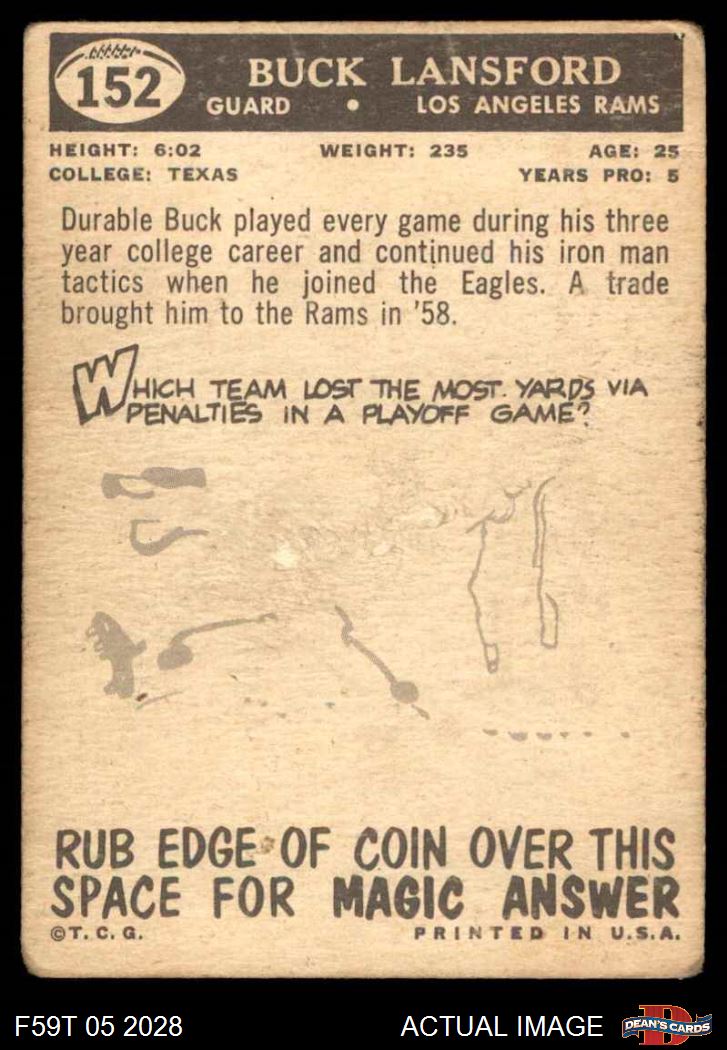 152
BUCK LANSFORD
GUARD • LOS ANGELES RAMS
HEIGHT: 6:02 WEIGHT: 235 AGE: 25
COLLEGE: TEXAS YEARS PRO: 5
Durable Buck played every game during his three
year college career and continued his iron man
tactics when he joined the Eagles. A trade
brought him to the Rams in '58.
WHICH TEAM LOST THE MOST YARDS VIA
PENALTIES IN A PLAYOFF GAME?
RUB EDGE OF COIN OVER THIS
SPACE FOR MAGIC ANSWER
©T.C.G. PRINTED IN U.S.A.
F59T 05 2028 ACTUAL IMAGE DEAN'S CARDS